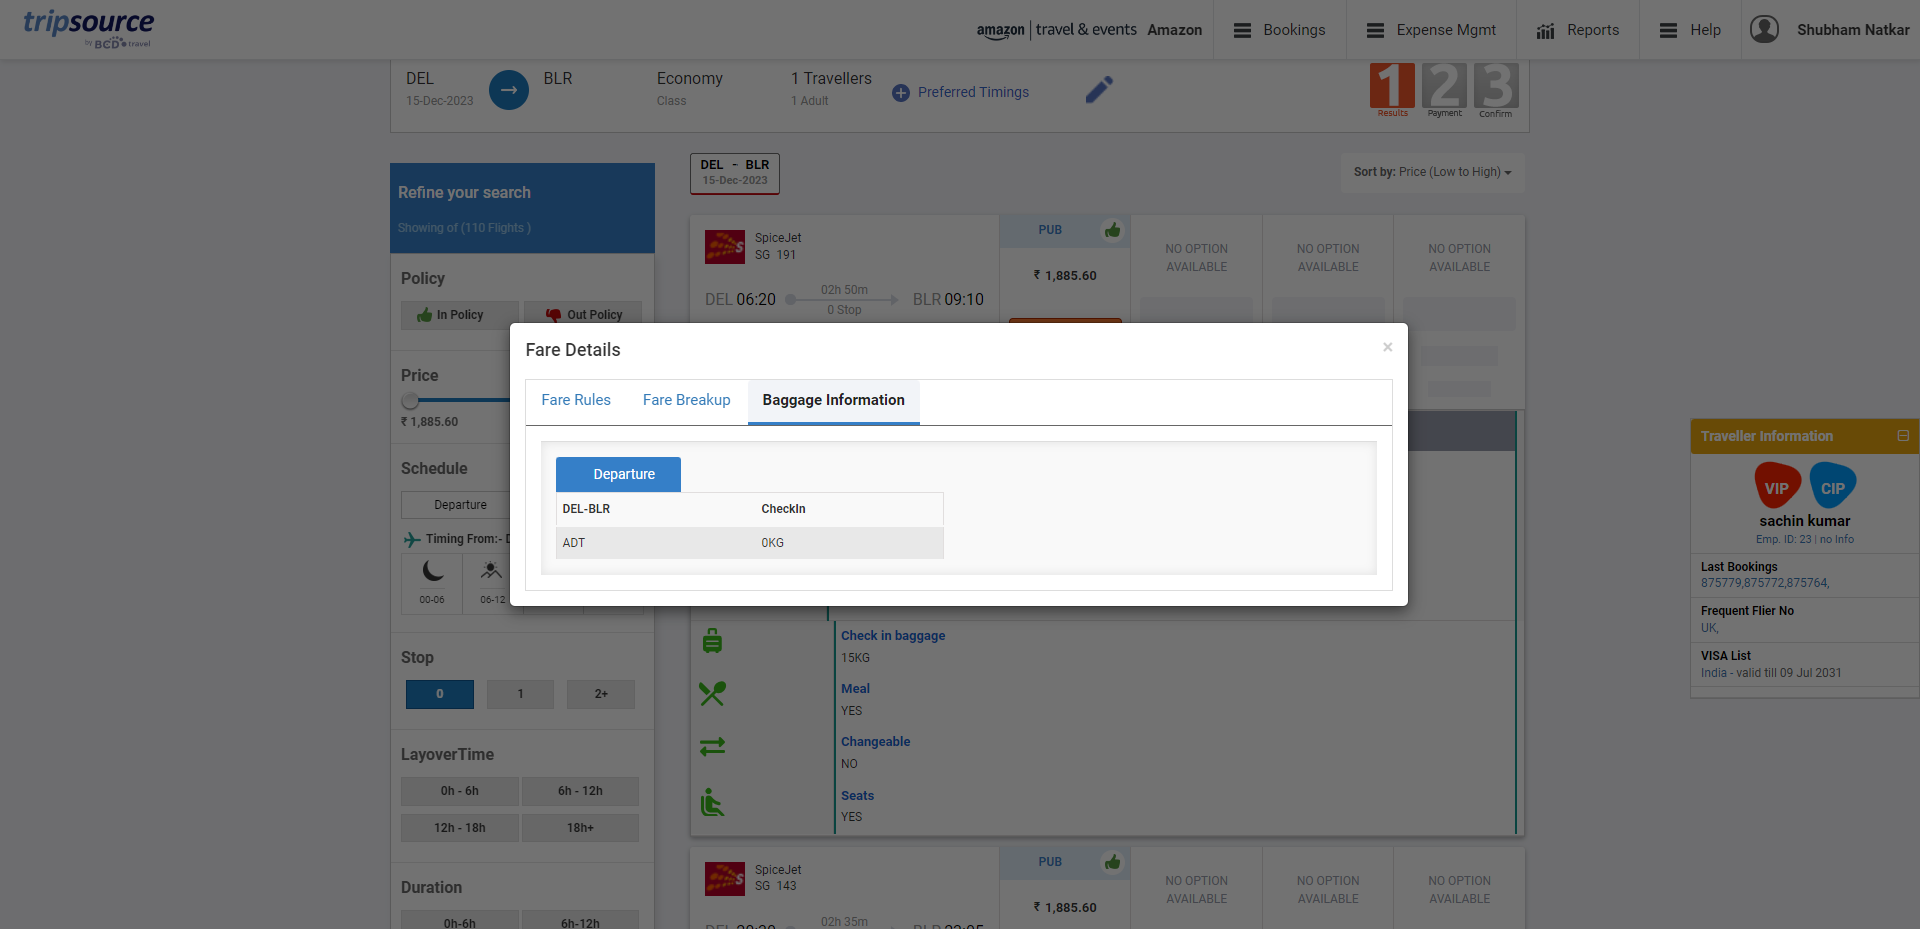 tripsource
by BCD travel
amazon | travel & events Amazon
Bookings
Expense Mgmt
Reports
Help
Shubham Natkar
DEL
15-Dec-2023
BLR
Economy
Class
1 Travellers
1 Adult
Preferred Timings
1 2 3
Results Payment Confirm
Refine your search
Showing of (110 Flights )
Policy
In Policy
Out Policy
Price
₹ 1,885.60
Schedule
Departure
Timing From:- D
00-06
06-12
Stop
0
1
2+
LayoverTime
0h - 6h
6h - 12h
12h - 18h
18h+
Duration
0h-6h
6h-12h
DEL - BLR
15-Dec-2023
Sort by: Price (Low to High)
SpiceJet
SG 191
DEL 06:20
02h 50m
0 Stop
BLR 09:10
PUB
₹ 1,885.60
NO OPTION
AVAILABLE
NO OPTION
AVAILABLE
NO OPTION
AVAILABLE
Fare Details
×
Fare Rules
Fare Breakup
Baggage Information
Departure
DEL-BLR CheckIn
ADT 0KG
Check in baggage
15KG
Meal
YES
Changeable
NO
Seats
YES
SpiceJet
SG 143
02h 35m
PUB
₹ 1,885.60
NO OPTION
AVAILABLE
NO OPTION
AVAILABLE
NO OPTION
AVAILABLE
Traveller Information
VIP
CIP
sachin kumar
Emp. ID: 23 | no Info
Last Bookings
875779,875772,875764,
Frequent Flier No
UK,
VISA List
India - valid till 09 Jul 2031